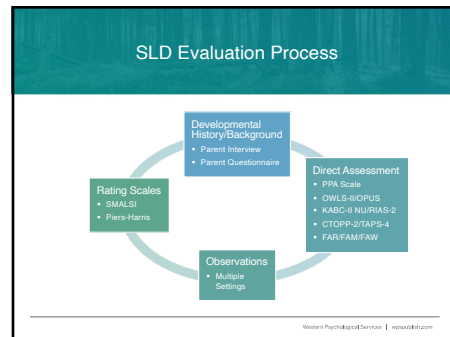 SLD Evaluation Process
Developmental
History/Background
• Parent Interview
• Parent Questionnaire
Direct Assessment
• PPA Scale
• OWLS-II/OPUS
• KABC-II NU/RIAS-2
• CTOPP-2/TAPS-4
• FAR/FAM/FAW
Rating Scales
• SMALSI
• Piers-Harris
Observations
• Multiple
Settings
Western Psychological Services | wpspublish.com